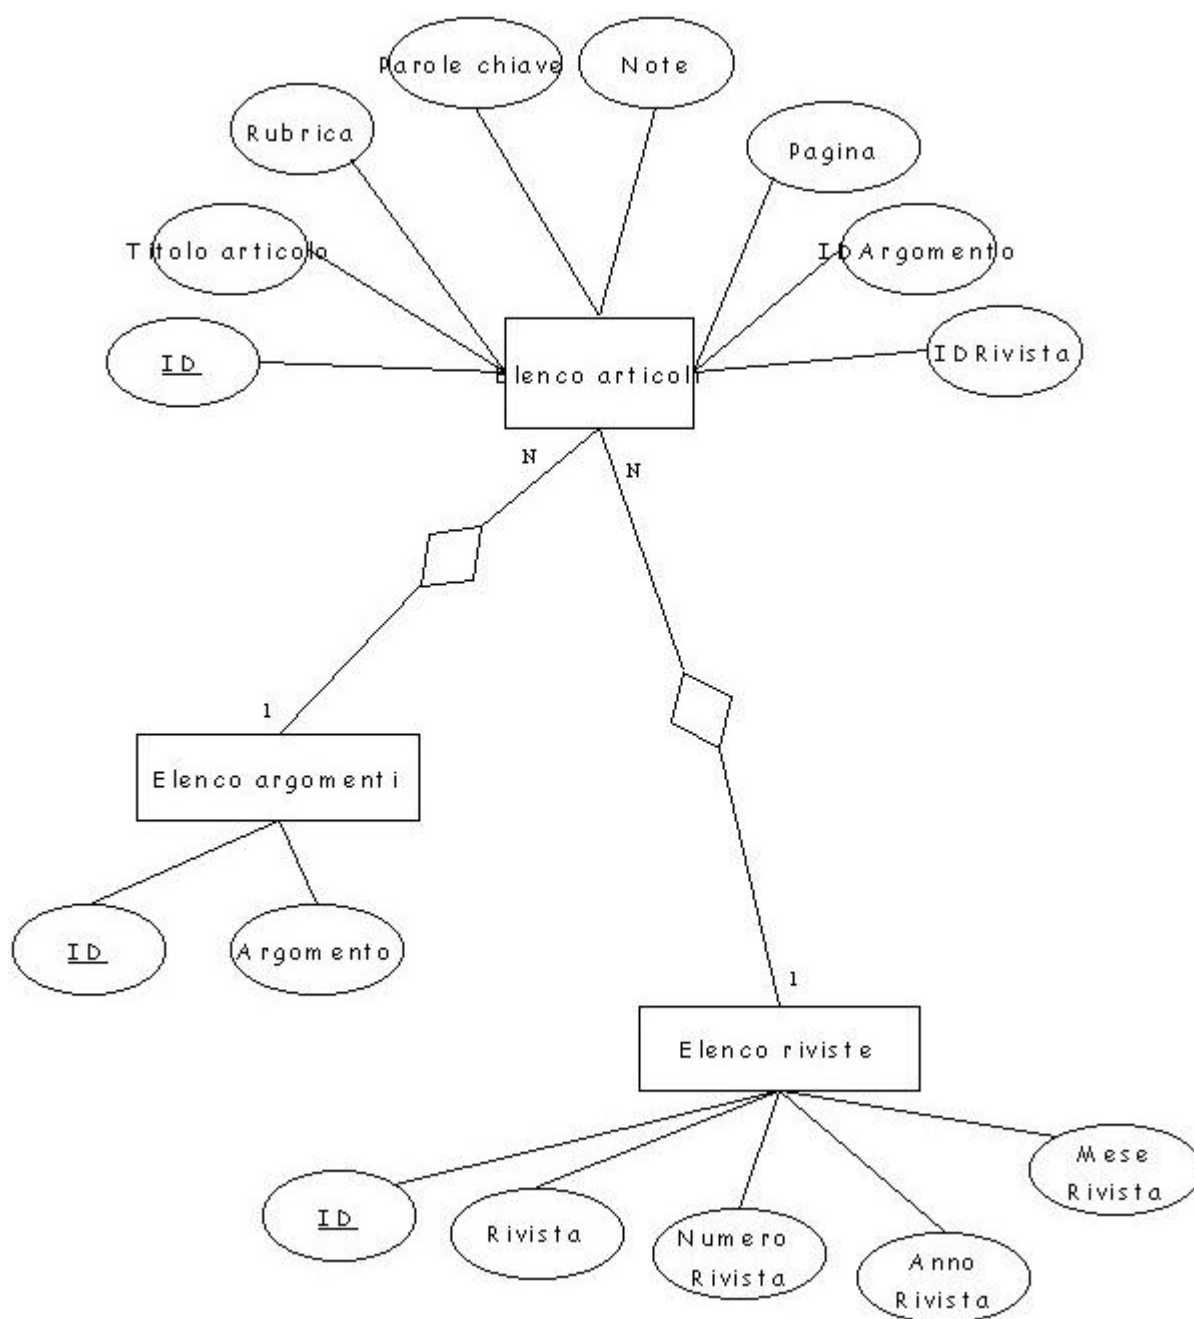 Parole chiave
Note
Rubrica
Pagina
Titolo articolo
IDArgomento
ID
Elenco articoli
IDRivista
N
N
1
Elenco argomenti
ID
Argomento
1
Elenco riviste
Mese
Rivista
ID
Rivista
Numero
Rivista
Anno
Rivista